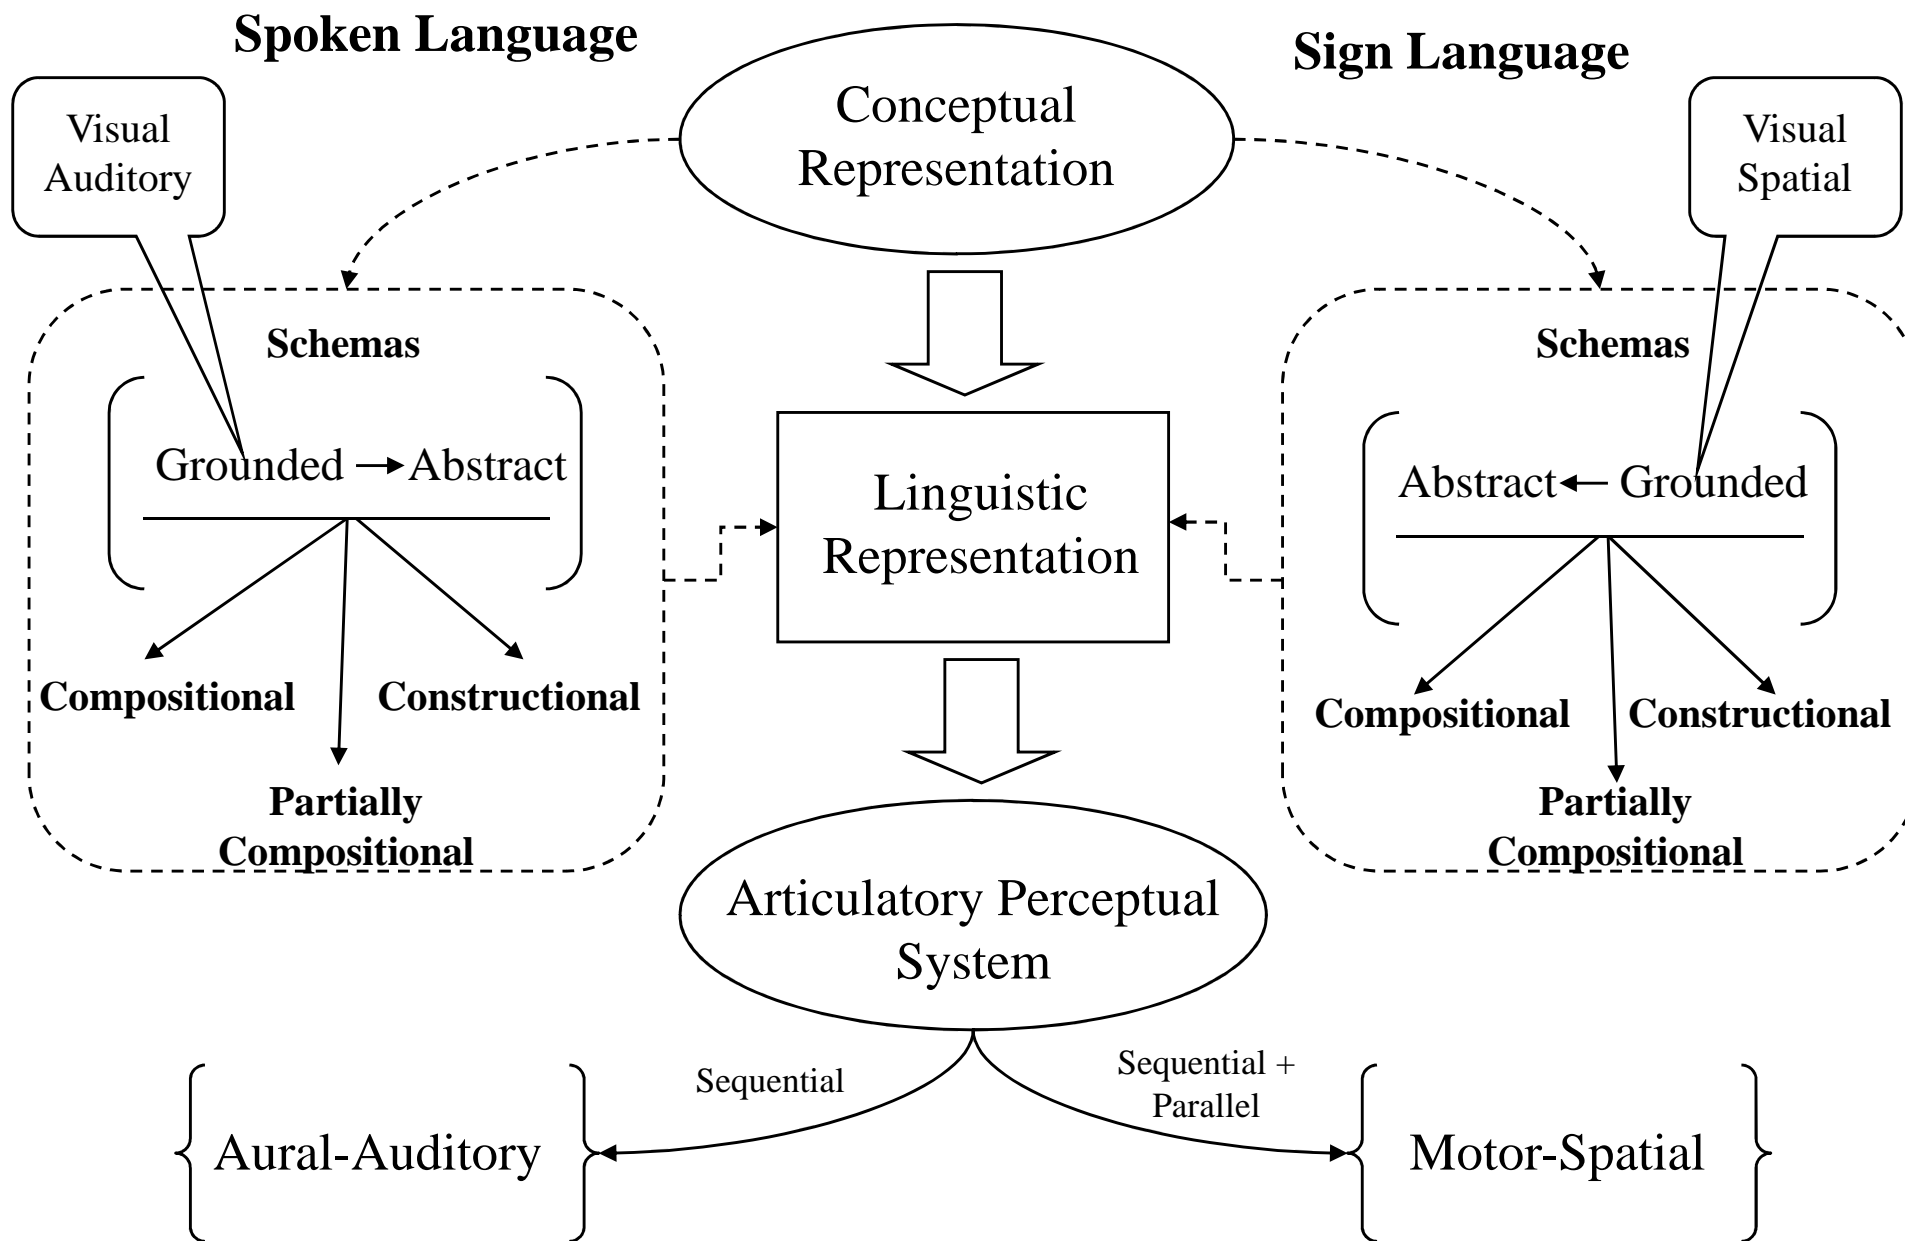 Spoken Language
Sign Language
Conceptual
Representation
Visual
Auditory
Visual
Spatial
Schemas
Grounded
Abstract
Compositional
Constructional
Partially
Compositional
Linguistic
Representation
Schemas
Abstract
Grounded
Compositional
Constructional
Partially
Compositional
Articulatory Perceptual
System
Sequential
Sequential +
Parallel
Aural-Auditory
Motor-Spatial